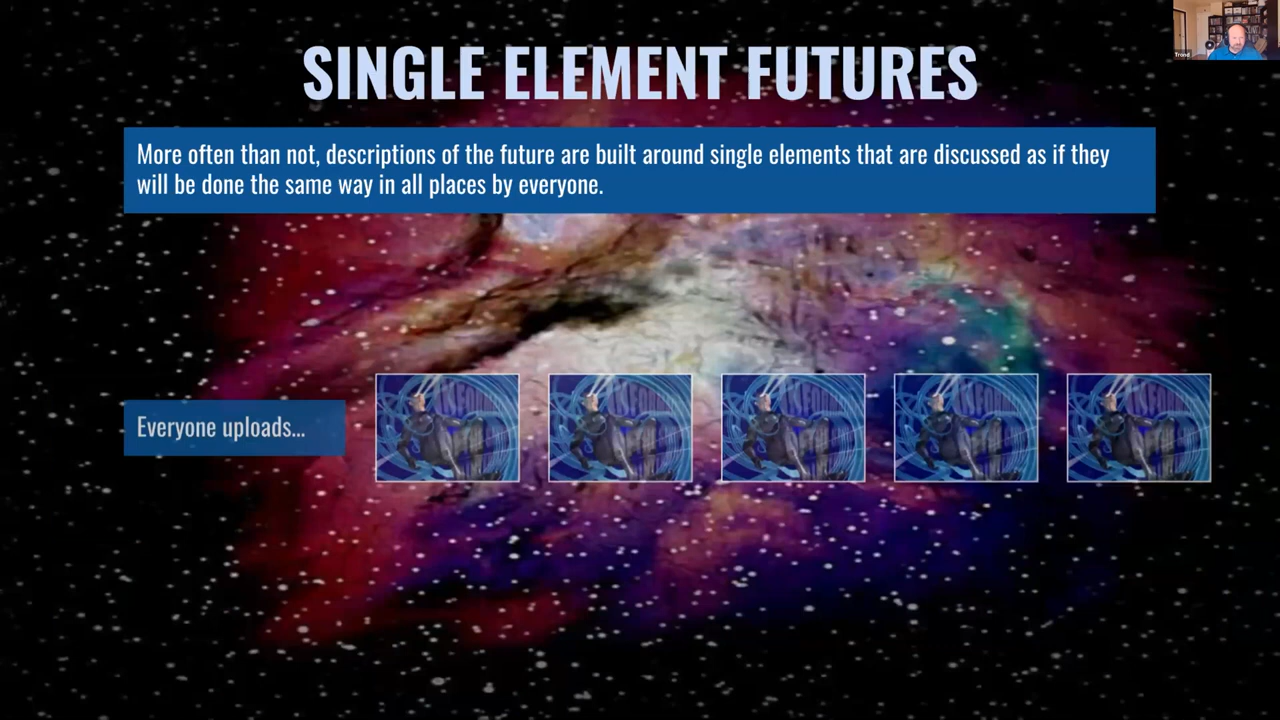 Trond
SINGLE ELEMENT FUTURES
More often than not, descriptions of the future are built around single elements that are discussed as if they
will be done the same way in all places by everyone.
Everyone uploads...